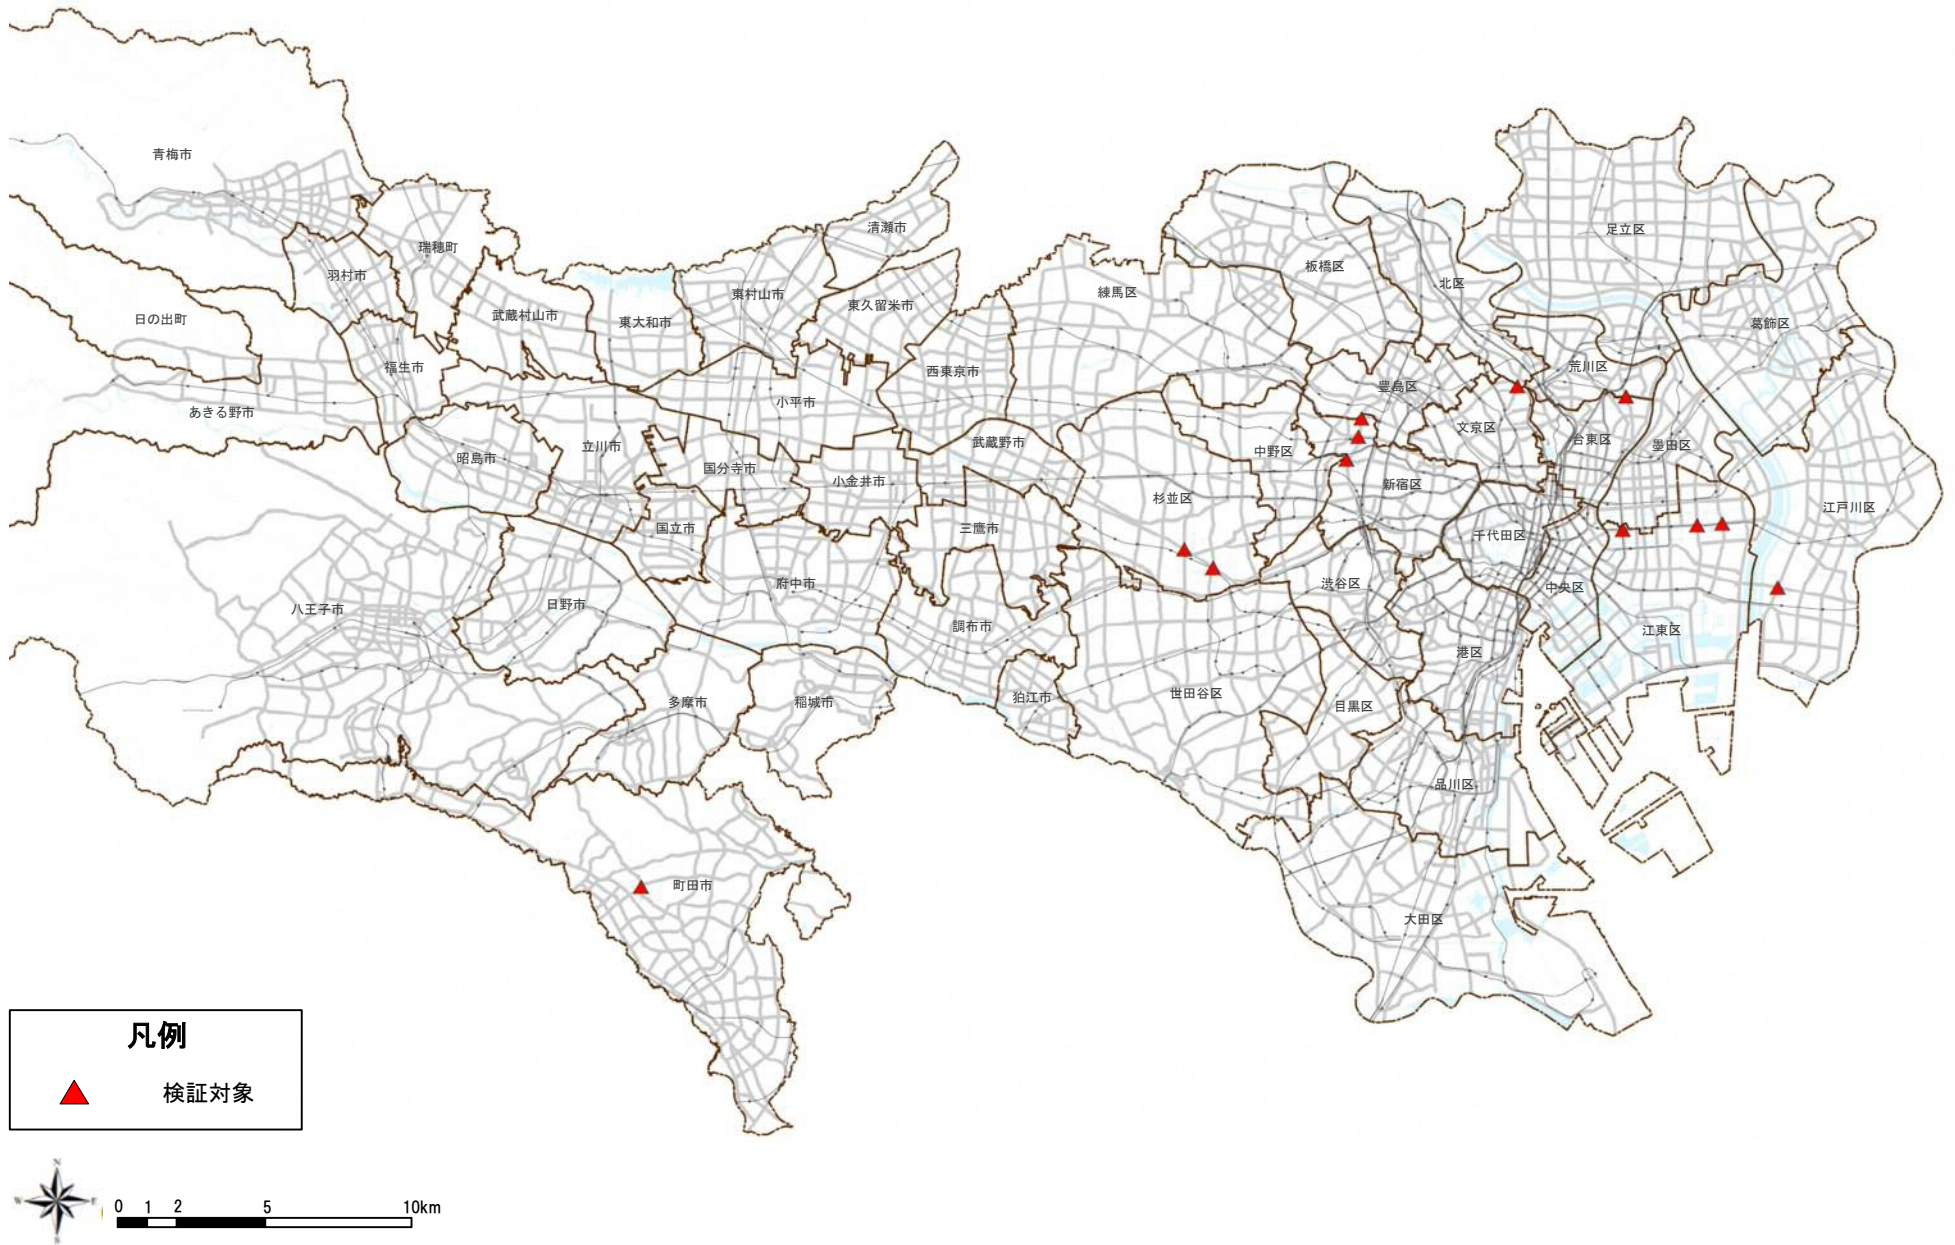 青梅市
清瀬市
足立区
瑞穂町
板橋区
羽村市
北区
東村山市
練馬区
東久留米市
日の出町
武蔵村山市
東大和市
葛飾区
福生市
荒川区
西東京市
豊島区
小平市
あきる野市
文京区
台東区
武蔵野市
墨田区
立川市
中野区
昭島市
国分寺市
小金井市
新宿区
杉並区
江戸川区
国立市
三鷹市
千代田区
府中市
渋谷区
中央区
八王子市
日野市
調布市
江東区
港区
世田谷区
狛江市
多摩市
稲城市
目黒区
品川区
町田市
大田区
凡例
検証対象
N
W
E
S
0 1 2 5 10km